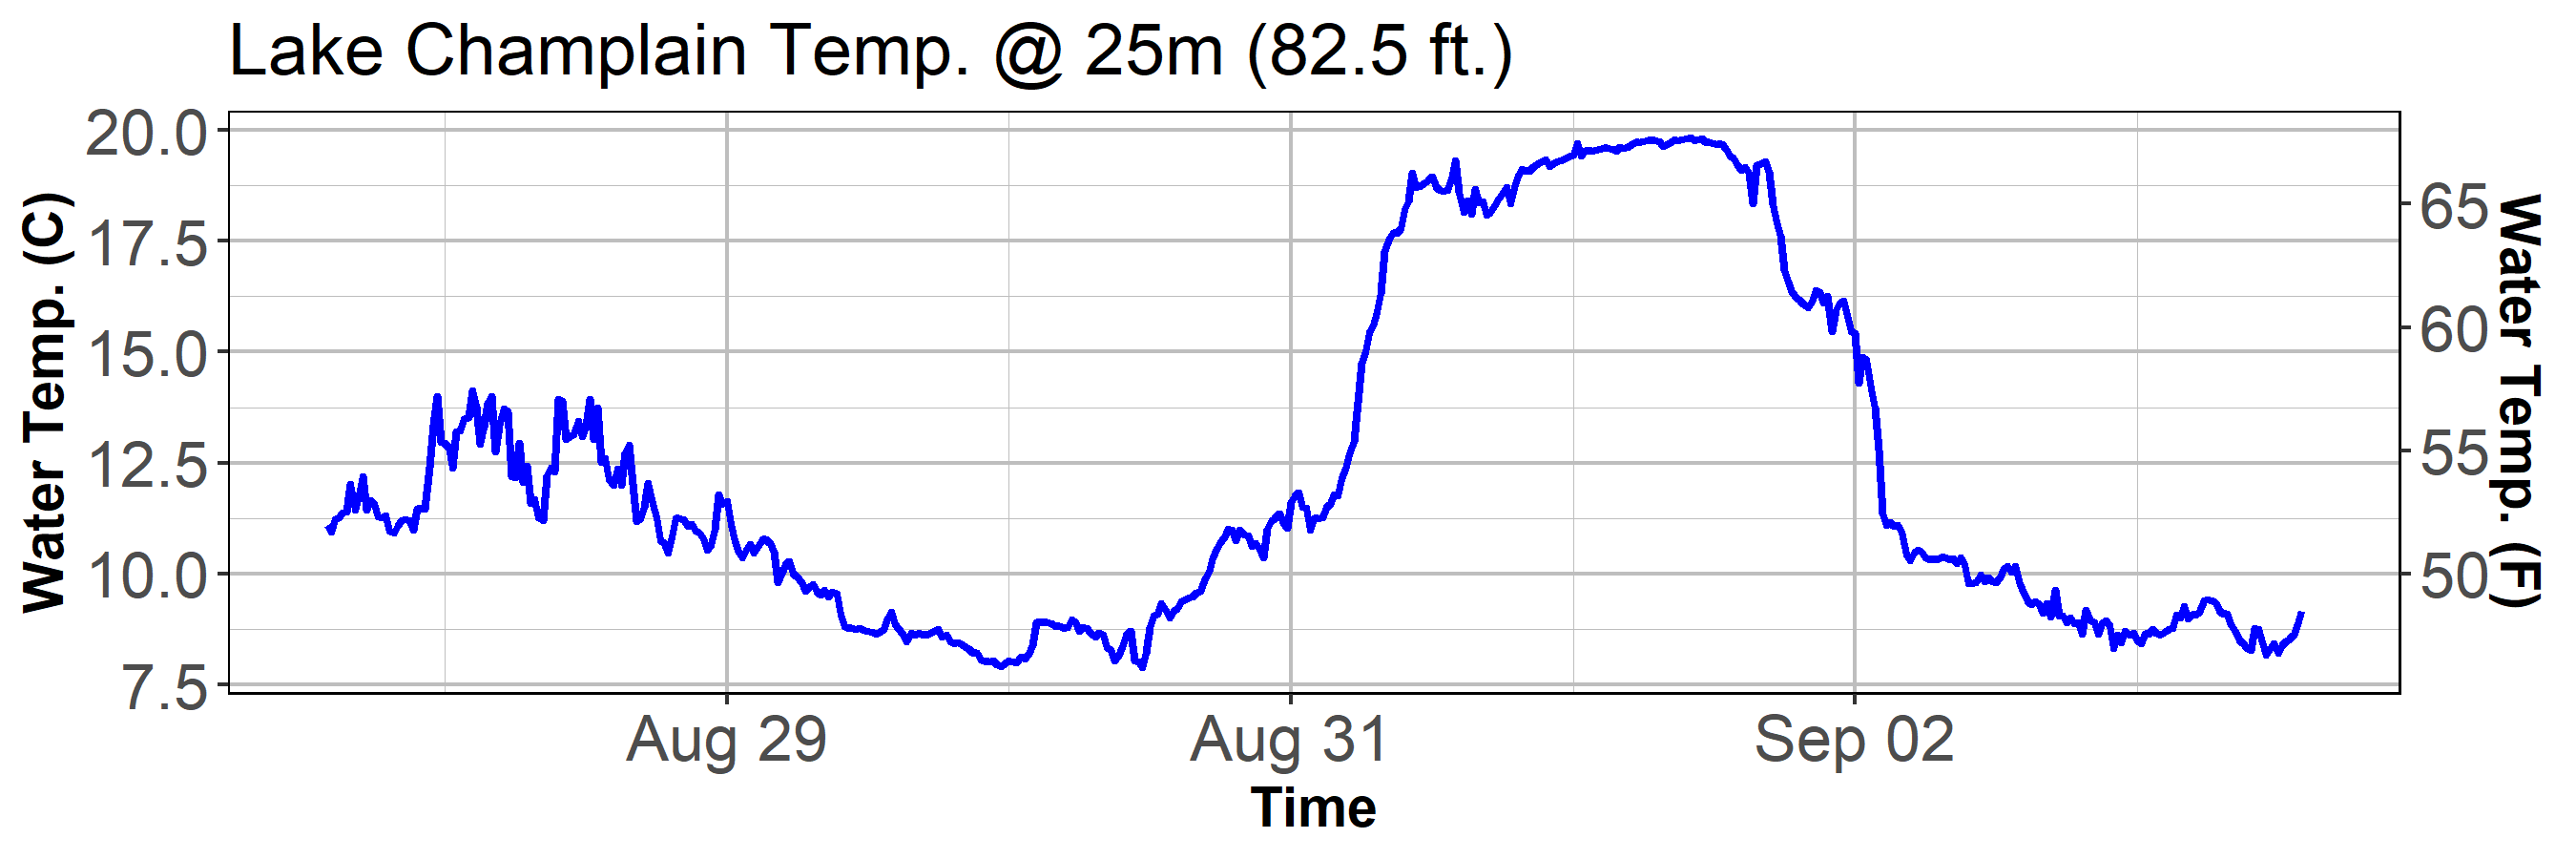 Lake Champlain Temp. @ 25m (82.5 ft.)
Water Temp. (C)
20.0
17.5
15.0
12.5
10.0
7.5
65
60
55
50
Water Temp. (F)
Aug 29
Aug 31
Sep 02
Time